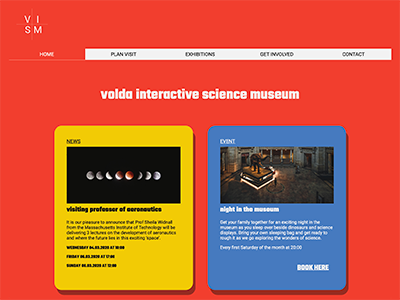 V I
S M
HOME PLAN VISIT EXHIBITIONS GET INVOLVED CONTACT
volda interactive science museum
NEWS
visiting professor of aeronautics
It is our pleasure to announce that Prof Sheila Widnall
from the Massachusetts Institute of Technology will be
delivering 3 lectures on the development of aeronautics
and where the future lies in this exciting 'space'.
WEDNESDAY 04.03.2020 AT 18:00
FRIDAY 06.03.2020 AT 17:00
SUNDAY 08.03.2020 AT 12:00
EVENT
night in the museum
Get your family together for an exciting night in the
museum as you sleep over beside dinosaurs and science
displays. Bring your own sleeping bag and get ready to
rough it as we go exploring the wonders of science.
Every first Saturday of the month at 20:00
BOOK HERE